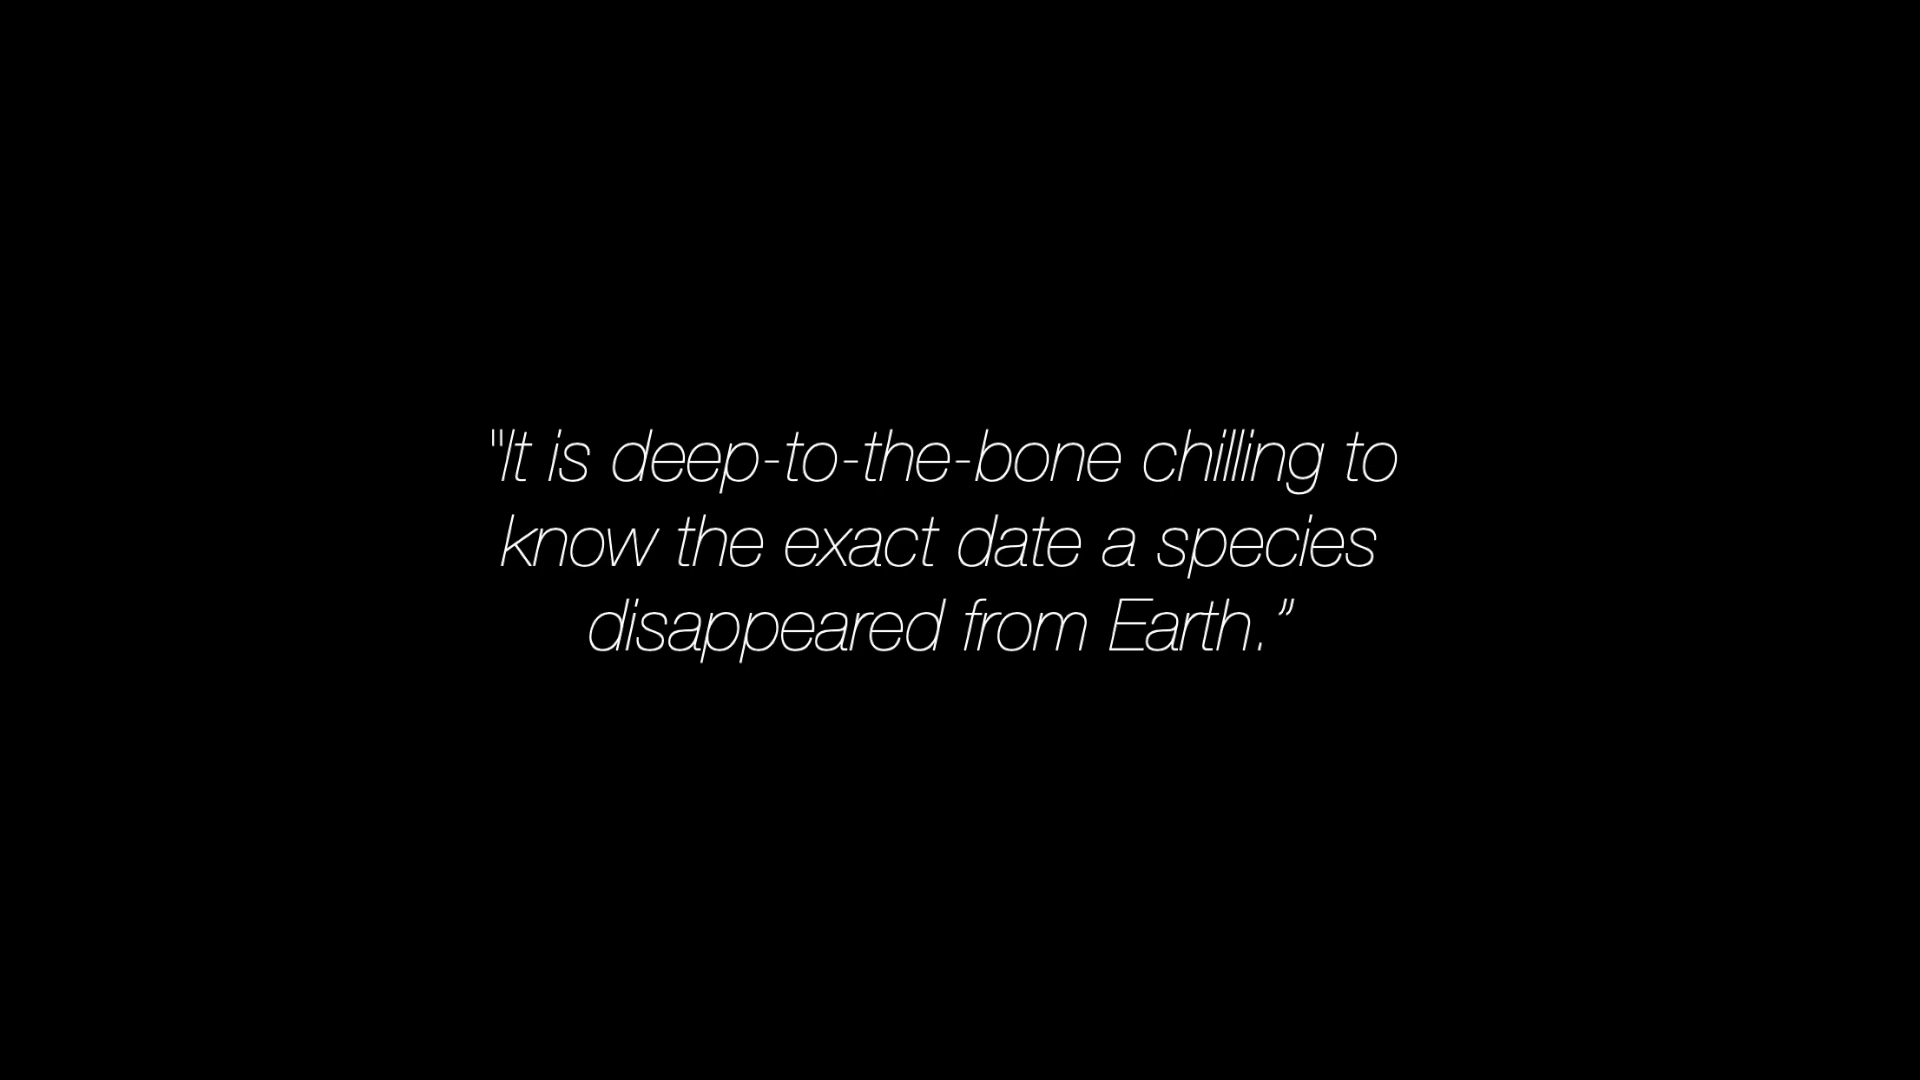 "It is deep-to-the-bone chilling to
know the exact date a species
disappeared from Earth.”